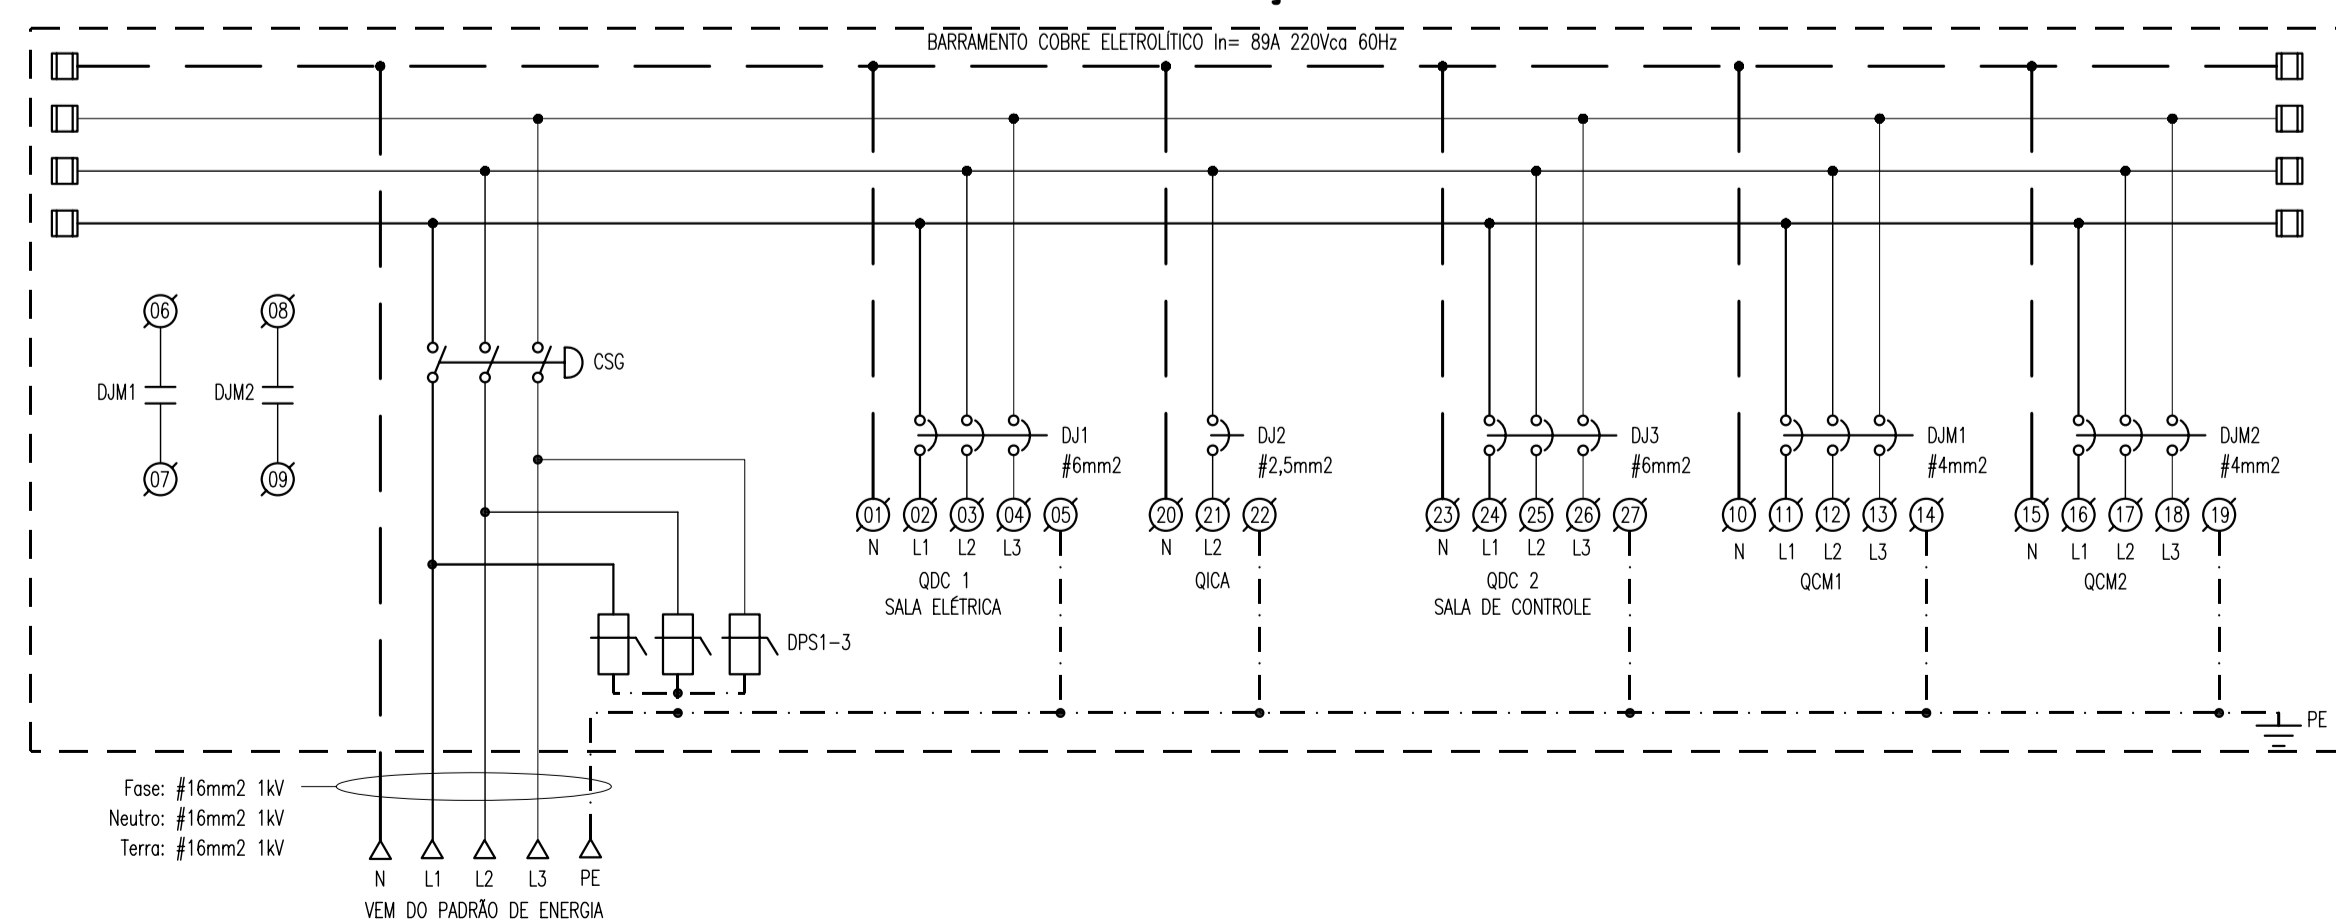 BARRAMENTO COBRE ELETROLÍTICO In= 89A 220Vca 60Hz
06
08
CSG
DJM1
DJM2
07
09
DJ1
#6mm2
DJ2
#2,5mm2
DJ3
#6mm2
DJM1
#4mm2
DJM2
#4mm2
01 02 03 04 05
20 21 22
23 24 25 26 27
10 11 12 13 14
15 16 17 18 19
N L1 L2 L3
N L2
N L1 L2 L3
N L1 L2 L3
N L1 L2 L3
QDC 1
SALA ELÉTRICA
QICA
QDC 2
SALA DE CONTROLE
QCM1
QCM2
DPS1-3
PE
Fase: #16mm2 1kV
Neutro: #16mm2 1kV
Terra: #16mm2 1kV
N L1 L2 L3 PE
VEM DO PADRÃO DE ENERGIA